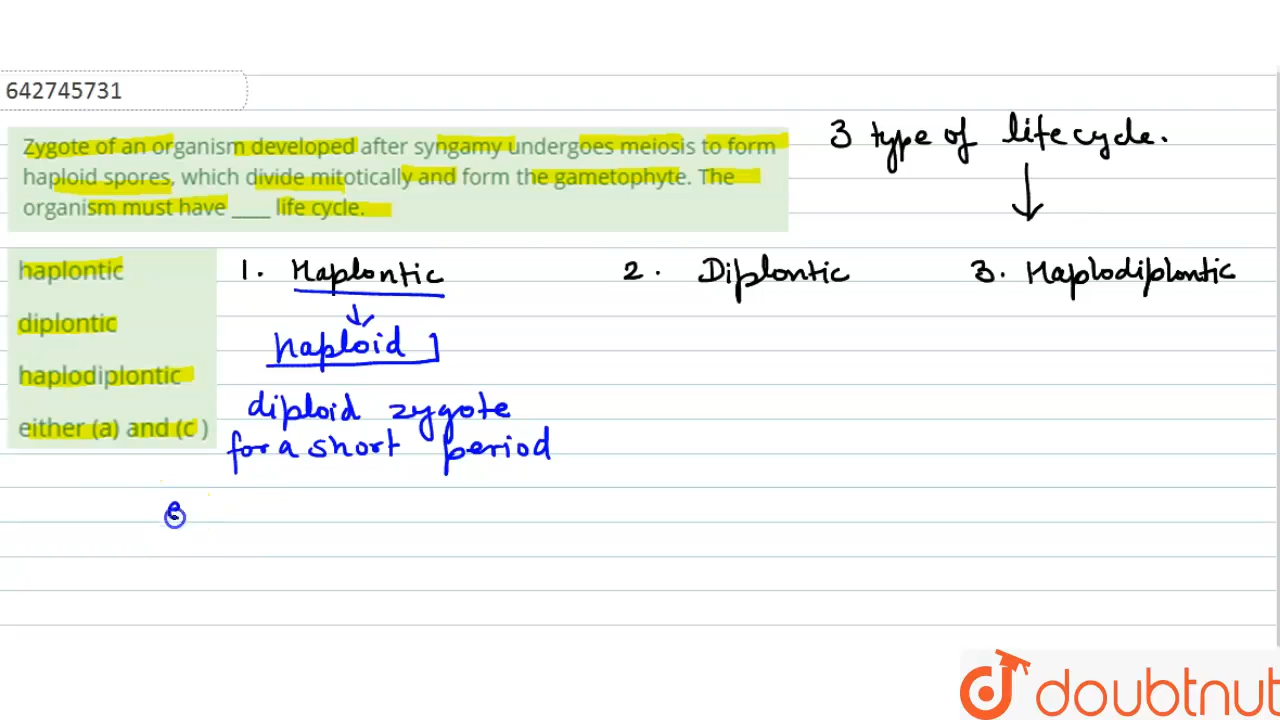 642745731
Zygote of an organism developed after syngamy undergoes meiosis to form
haploid spores, which divide mitotically and form the gametophyte. The
organism must have ____ life cycle.
3 type of life cycle.
haplontic
diplontic
haplodiplontic
either (a) and (c )
1. Haplontic
2. Diplontic
3. Haplodiplontic
haploid
diploid zygote
for a short period
e
doubtnut